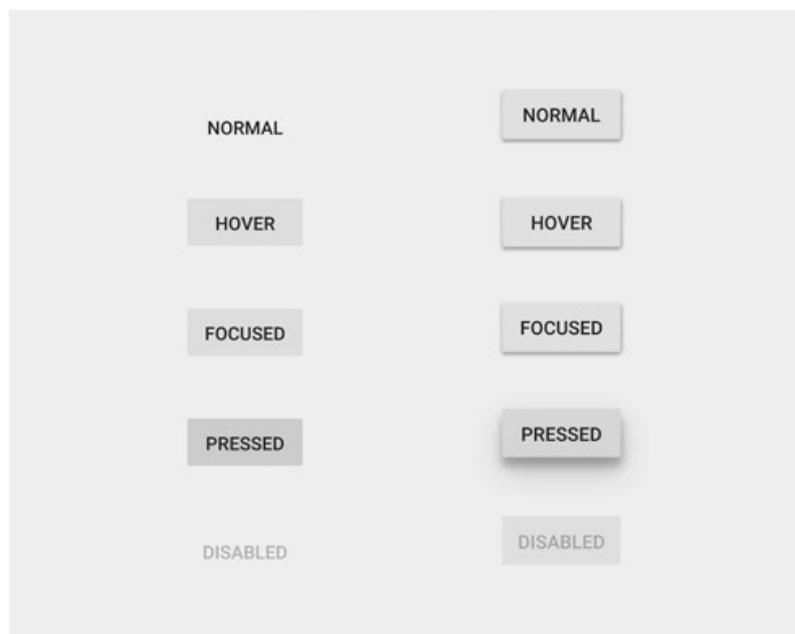 NORMAL
HOVER
FOCUSED
PRESSED
DISABLED
NORMAL
HOVER
FOCUSED
PRESSED
DISABLED